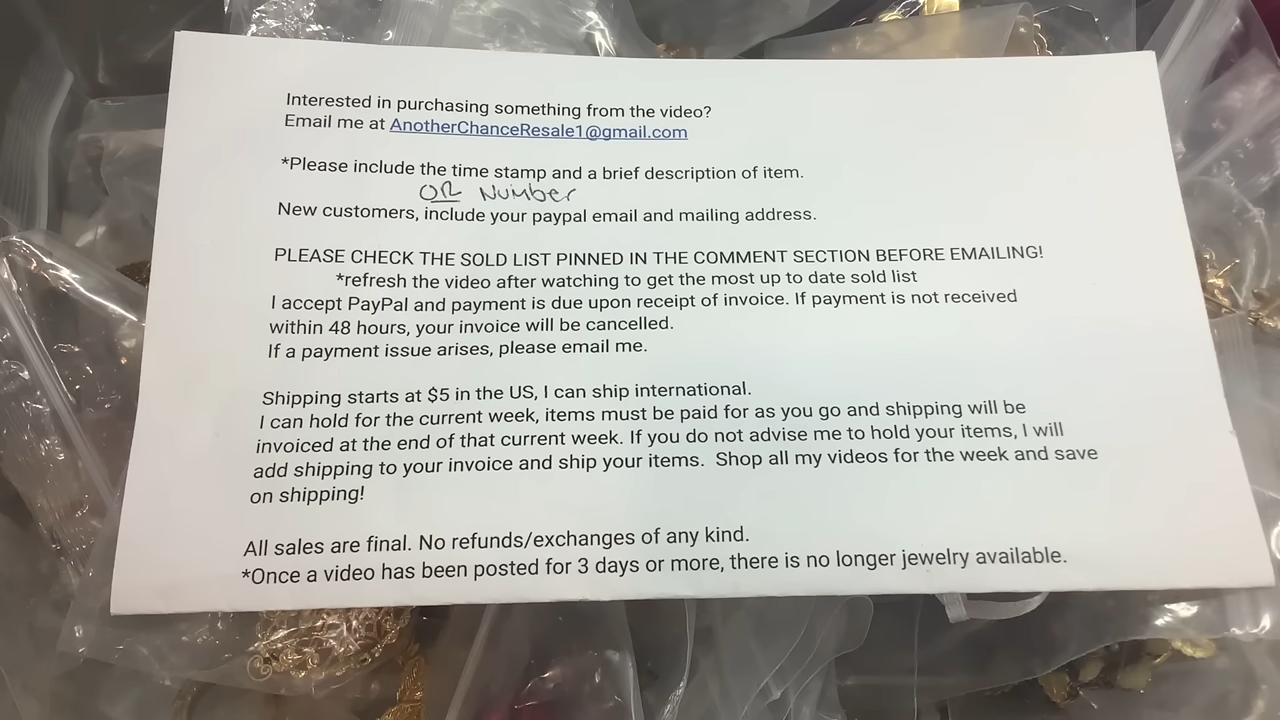 Interested in purchasing something from the video?
Email me at AnotherChanceResale1@gmail.com
*Please include the time stamp and a brief description of item.
OR Number
New customers, include your paypal email and mailing address.
PLEASE CHECK THE SOLD LIST PINNED IN THE COMMENT SECTION BEFORE EMAILING!
*refresh the video after watching to get the most up to date sold list
I accept PayPal and payment is due upon receipt of invoice. If payment is not received
within 48 hours, your invoice will be cancelled.
If a payment issue arises, please email me.
Shipping starts at $5 in the US, I can ship international.
I can hold for the current week, items must be paid for as you go and shipping will be
invoiced at the end of that current week. If you do not advise me to hold your items, I will
add shipping to your invoice and ship your items. Shop all my videos for the week and save
on shipping!
All sales are final. No refunds/exchanges of any kind.
*Once a video has been posted for 3 days or more, there is no longer jewelry available.